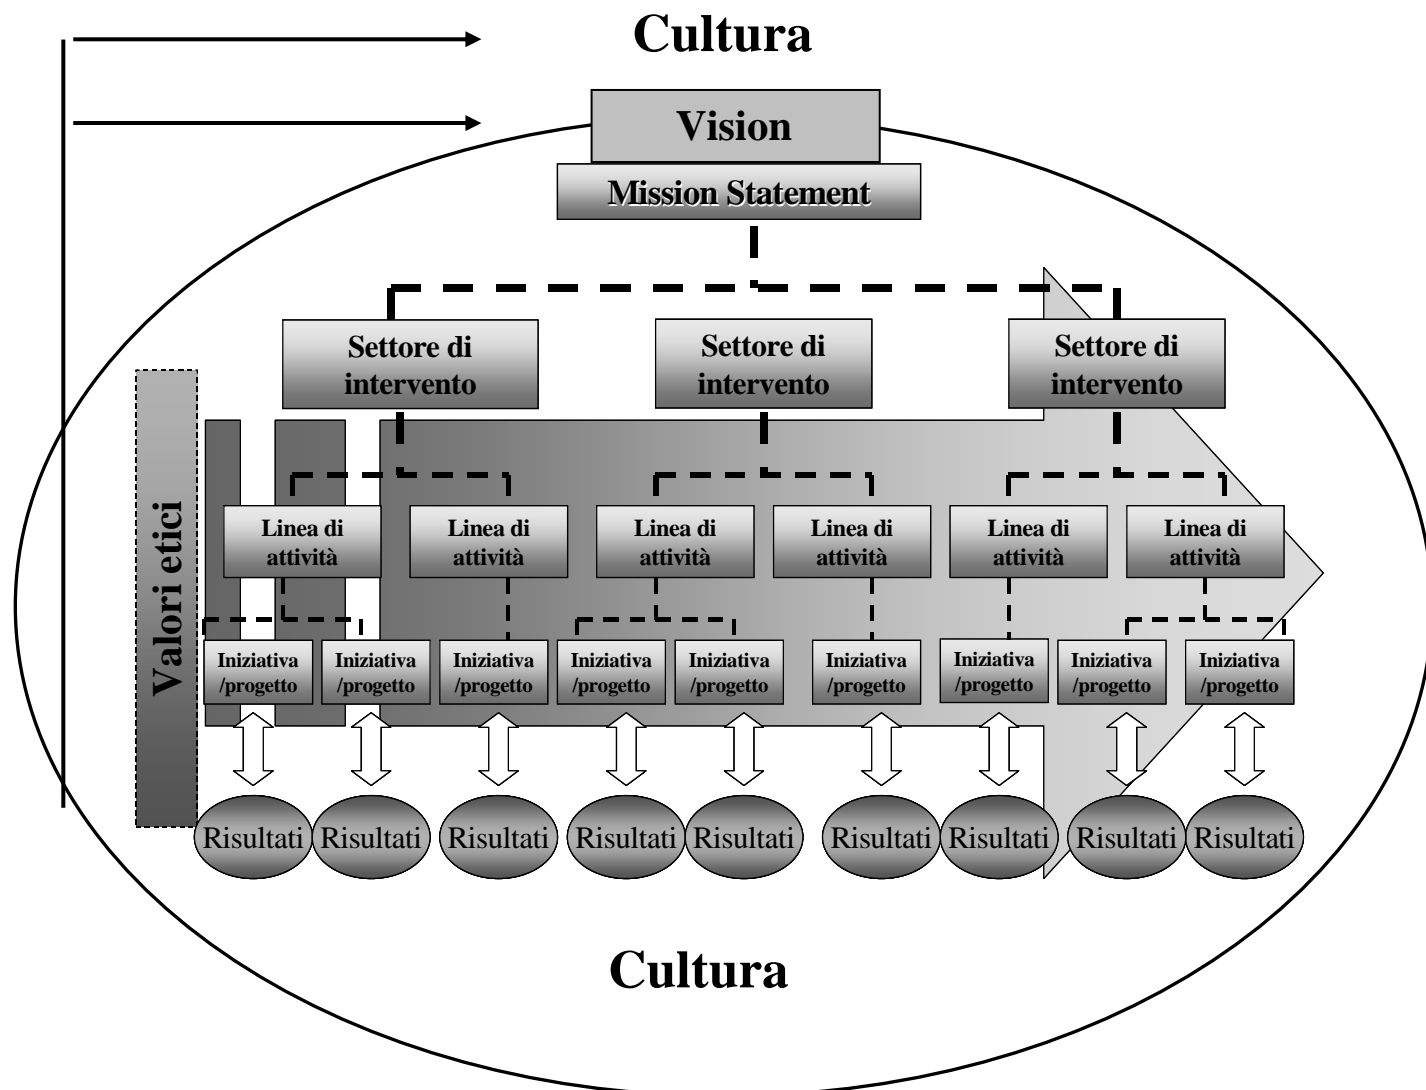 Cultura
Vision
Mission Statement
Settore di
intervento
Settore di
intervento
Settore di
intervento
Valori etici
Linea di
attività
Linea di
attività
Linea di
attività
Linea di
attività
Linea di
attività
Linea di
attività
Iniziativa
/progetto
Iniziativa
/progetto
Iniziativa
/progetto
Iniziativa
/progetto
Iniziativa
/progetto
Iniziativa
/progetto
Iniziativa
/progetto
Iniziativa
/progetto
Iniziativa
/progetto
Risultati
Risultati
Risultati
Risultati
Risultati
Risultati
Risultati
Risultati
Risultati
Cultura